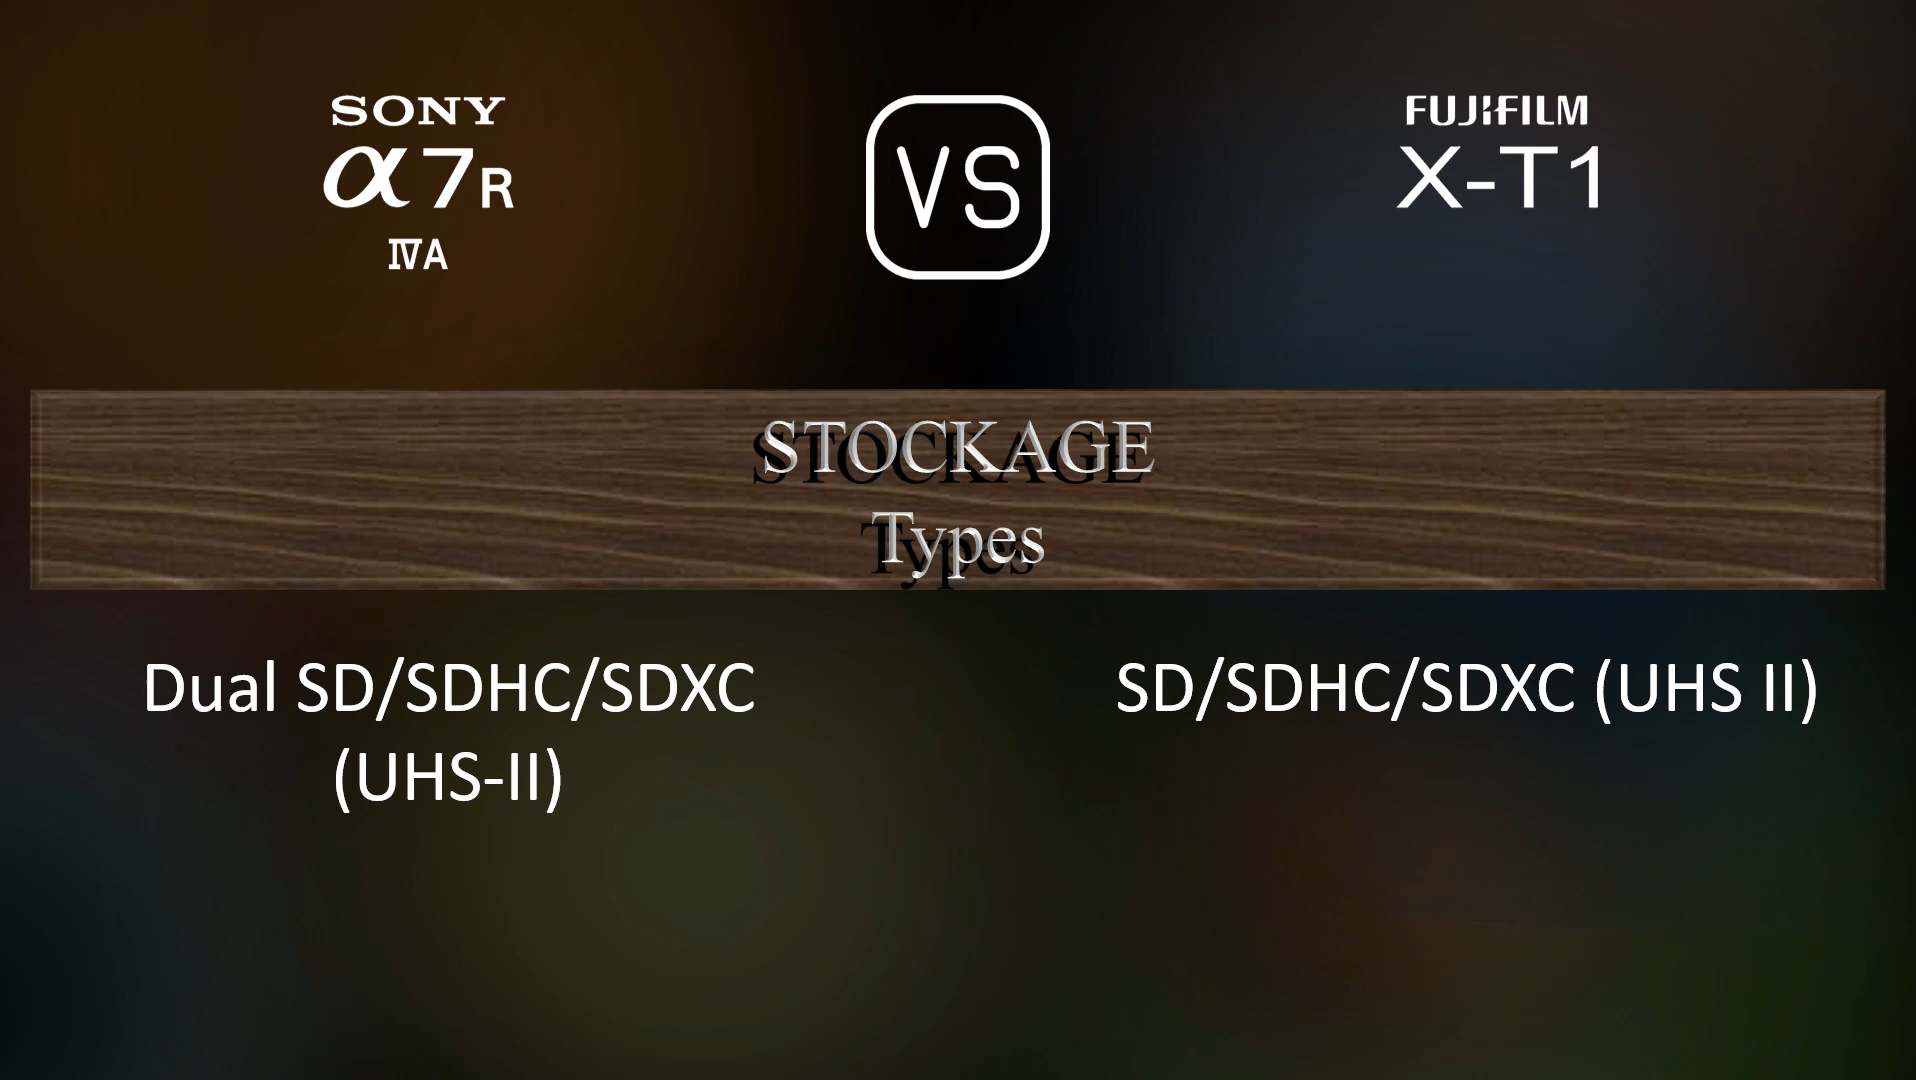 SONY
α7R
IVA
VS
FUJIFILM
X-T1
STOCKAGE
Types
Dual SD/SDHC/SDXC
(UHS-II)
SD/SDHC/SDXC (UHS II)